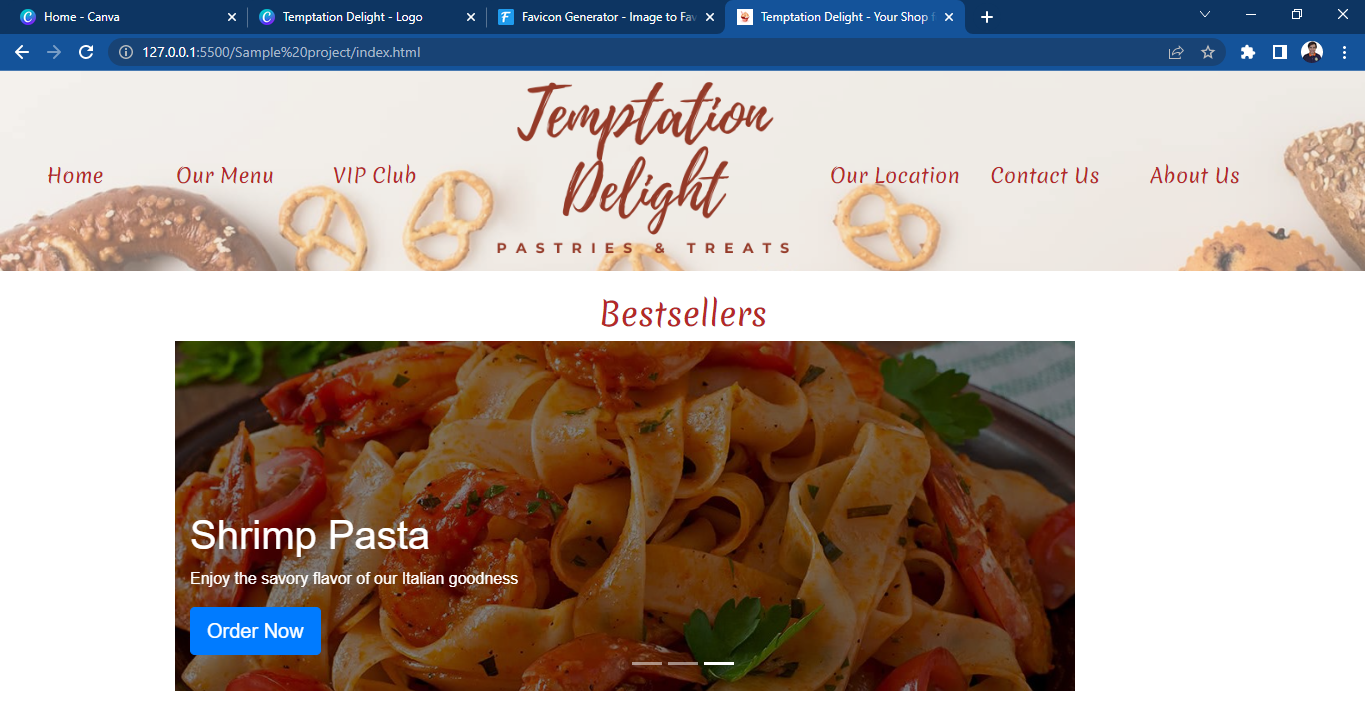 Home - Canva
Temptation Delight - Logo
Favicon Generator - Image to Fav
Temptation Delight - Your Shop f
127.0.0.1:5500/Sample%20project/index.html
Temptation
Delight
PASTRIES & TREATS
Home
Our Menu
VIP Club
Our Location
Contact Us
About Us
Bestsellers
Shrimp Pasta
Enjoy the savory flavor of our Italian goodness
Order Now